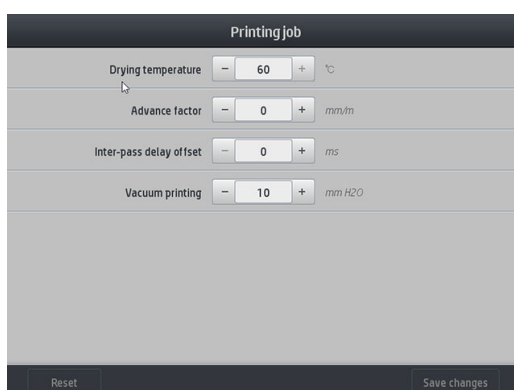 Printing job
Drying temperature − 60 + °C
Advance factor − 0 + mm/m
Inter-pass delay offset − 0 + ms
Vacuum printing − 10 + mm H2O
Reset Save changes